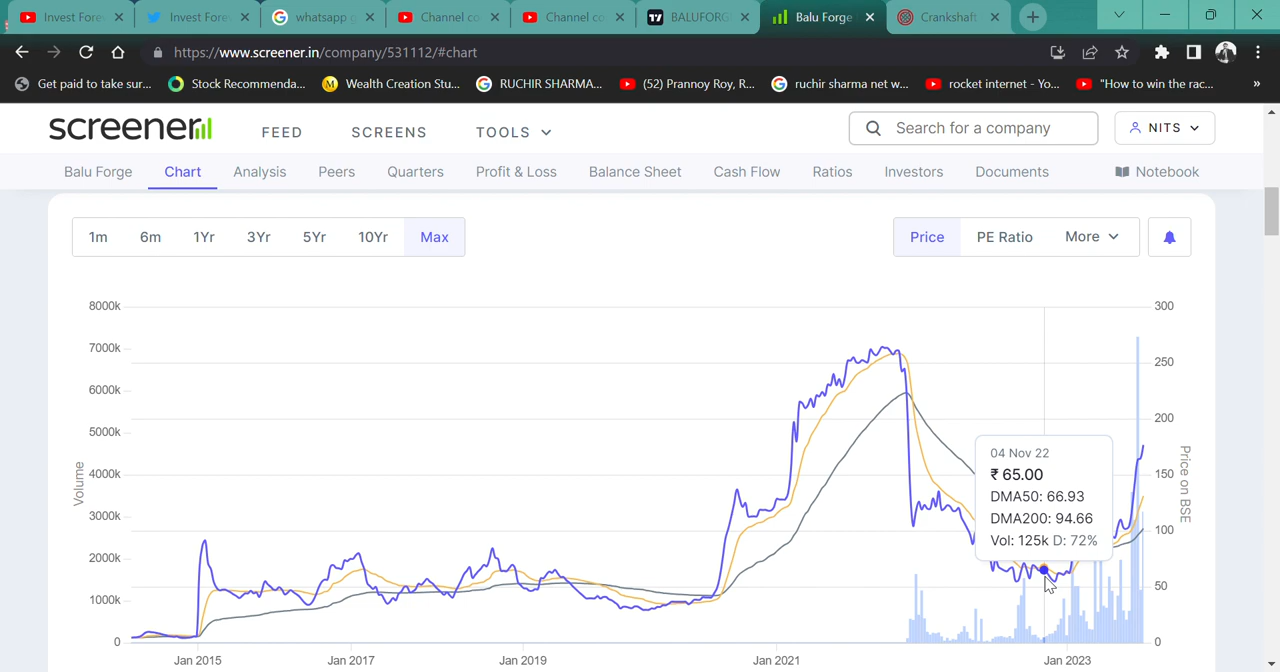 Invest Fore
Invest Forev
whatsapp g
Channel co
Channel co
BALUFORG
Balu Forge
Crankshaft
https://www.screener.in/company/531112/#chart
Get paid to take sur...
Stock Recommenda...
Wealth Creation Stu...
RUCHIR SHARMA...
(52) Prannoy Roy, R...
ruchir sharma net w...
rocket internet - Yo...
"How to win the rac...
»
screener
FEED
SCREENS
TOOLS
Search for a company
NITS
Balu Forge
Chart
Analysis
Peers
Quarters
Profit & Loss
Balance Sheet
Cash Flow
Ratios
Investors
Documents
Notebook
1m
6m
1Yr
3Yr
5Yr
10Yr
Max
Price
PE Ratio
More
8000k
7000k
6000k
5000k
4000k
3000k
2000k
1000k
0
Volume
300
250
200
150
100
50
0
Price on BSE
04 Nov 22
₹ 65.00
DMA50: 66.93
DMA200: 94.66
Vol: 125k D: 72%
Jan 2015
Jan 2017
Jan 2019
Jan 2021
Jan 2023